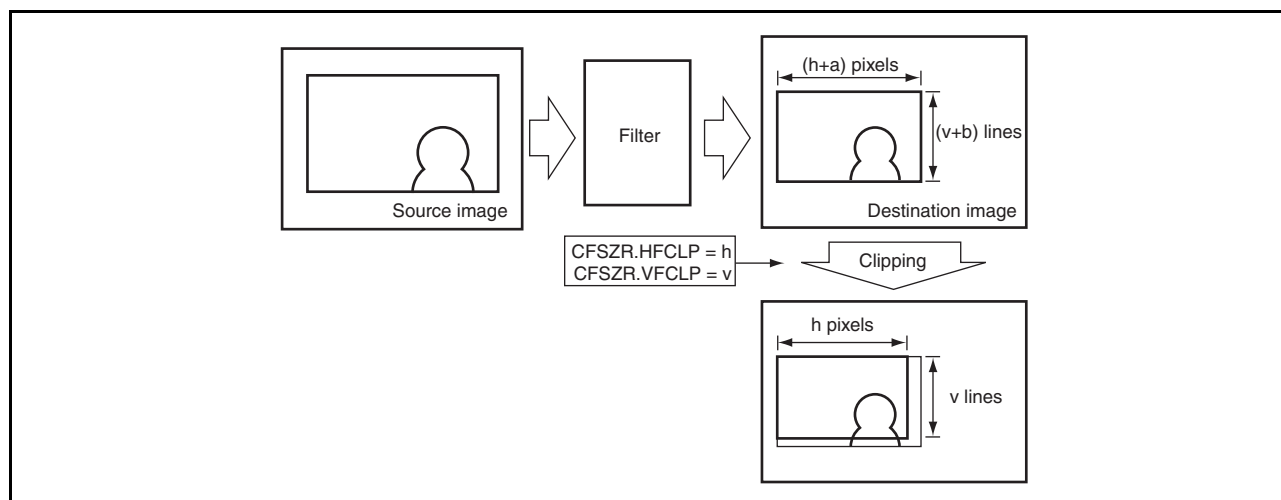 Source image
Filter
(h+a) pixels
(v+b) lines
Destination image
CFSZR.HFCLP = h
CFSZR.VFCLP = v
Clipping
h pixels
v lines